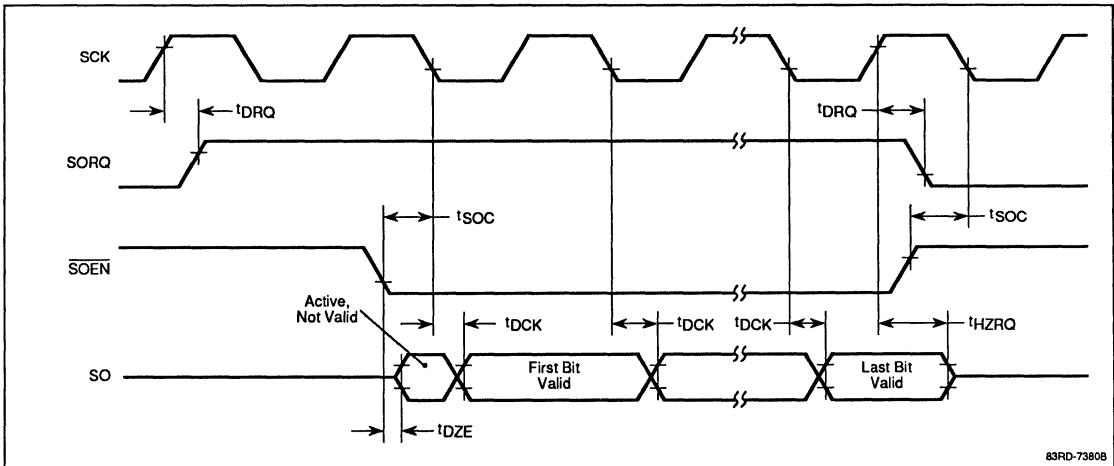 SCK
tDRQ
tDRQ
SORQ
tSOC
tSOC
SOEN
Active,
Not Valid
tDCK
tDCK
tDCK
tHZRQ
SO
First Bit
Valid
Last Bit
Valid
tDZE
83RD-7380B